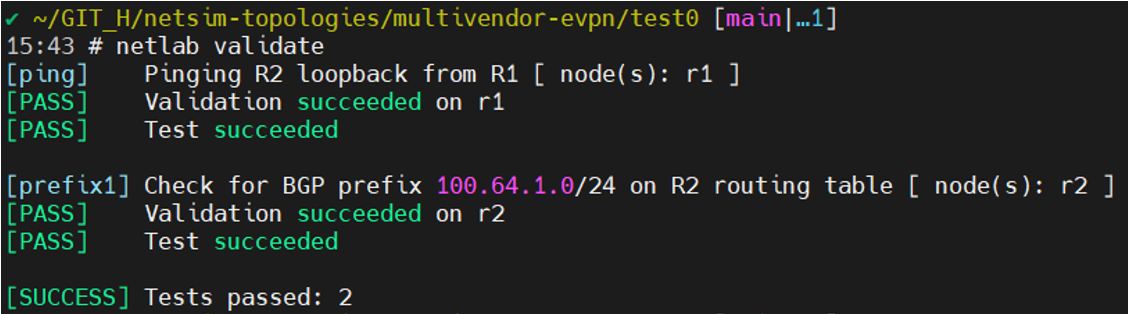 ✔ ~/GIT_H/netsim-topologies/multivendor-evpn/test0 [main|…1]
15:43 # netlab validate
[ping]    Pinging R2 loopback from R1 [ node(s): r1 ]
[PASS]    Validation succeeded on r1
[PASS]    Test succeeded
[prefix1] Check for BGP prefix 100.64.1.0/24 on R2 routing table [ node(s): r2 ]
[PASS]    Validation succeeded on r2
[PASS]    Test succeeded
[SUCCESS] Tests passed: 2